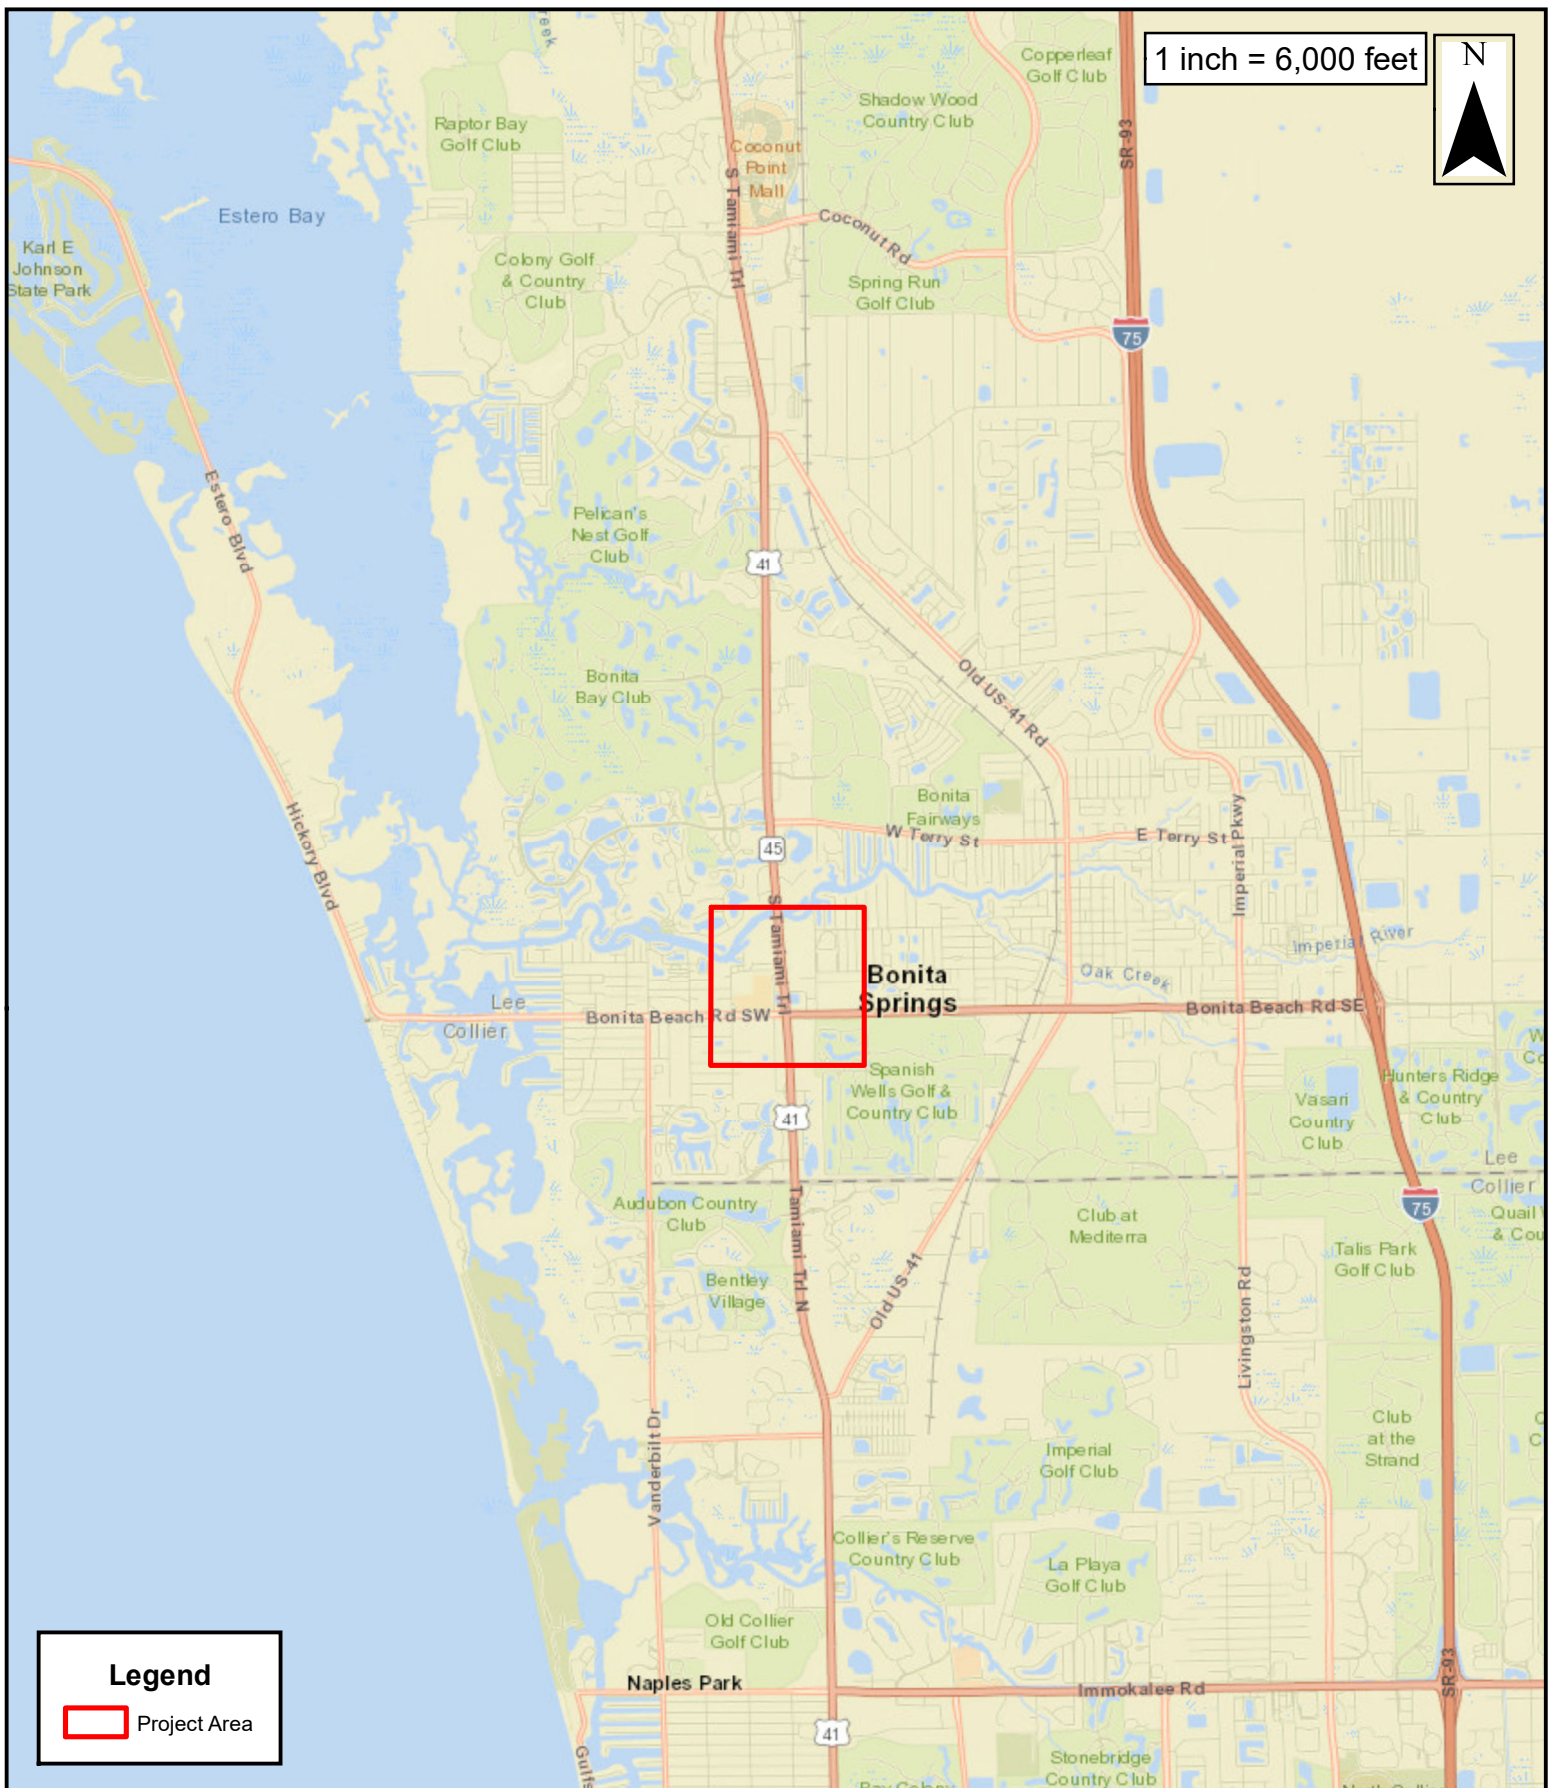 1 inch = 6,000 feet
N
Copperleaf
Golf Club
Shadow Wood
Country Club
SR-93
Raptor Bay
Golf Club
Coconut
Point
Mall
S Tamiami Trl
Estero Bay
Coconut Rd
Karl E
Johnson
State Park
Colony Golf
& Country
Club
Spring Run
Golf Club
75
Estero Blvd
Pelican's
Nest Golf
Club
41
Bonita
Bay Club
Old US-41 Rd
Hickory Blvd
Bonita
Fairways
W Terry St
E Terry St
Imperial Pkwy
45
S Tamiami Trl
Imperial River
Bonita
Springs
Oak Creek
Lee
Collier
Bonita Beach Rd SW
Bonita Beach Rd SE
Spanish
Wells Golf &
Country Club
Hunters Ridge
& Country
Club
Vasari
Country
Club
41
Lee
Collier
75
Audubon Country
Club
Tamiami Trl N
Club at
Mediterra
Quail
& Cou
Talis Park
Golf Club
Bentley
Village
Old US-41
Livingston Rd
Vanderbilt Dr
Club
at the
Strand
Imperial
Golf Club
Collier's Reserve
Country Club
La Playa
Golf Club
Old Collier
Golf Club
Legend
Project Area
Naples Park
Immokalee Rd
SR-93
41
Gulfs
Stonebridge
Country Club